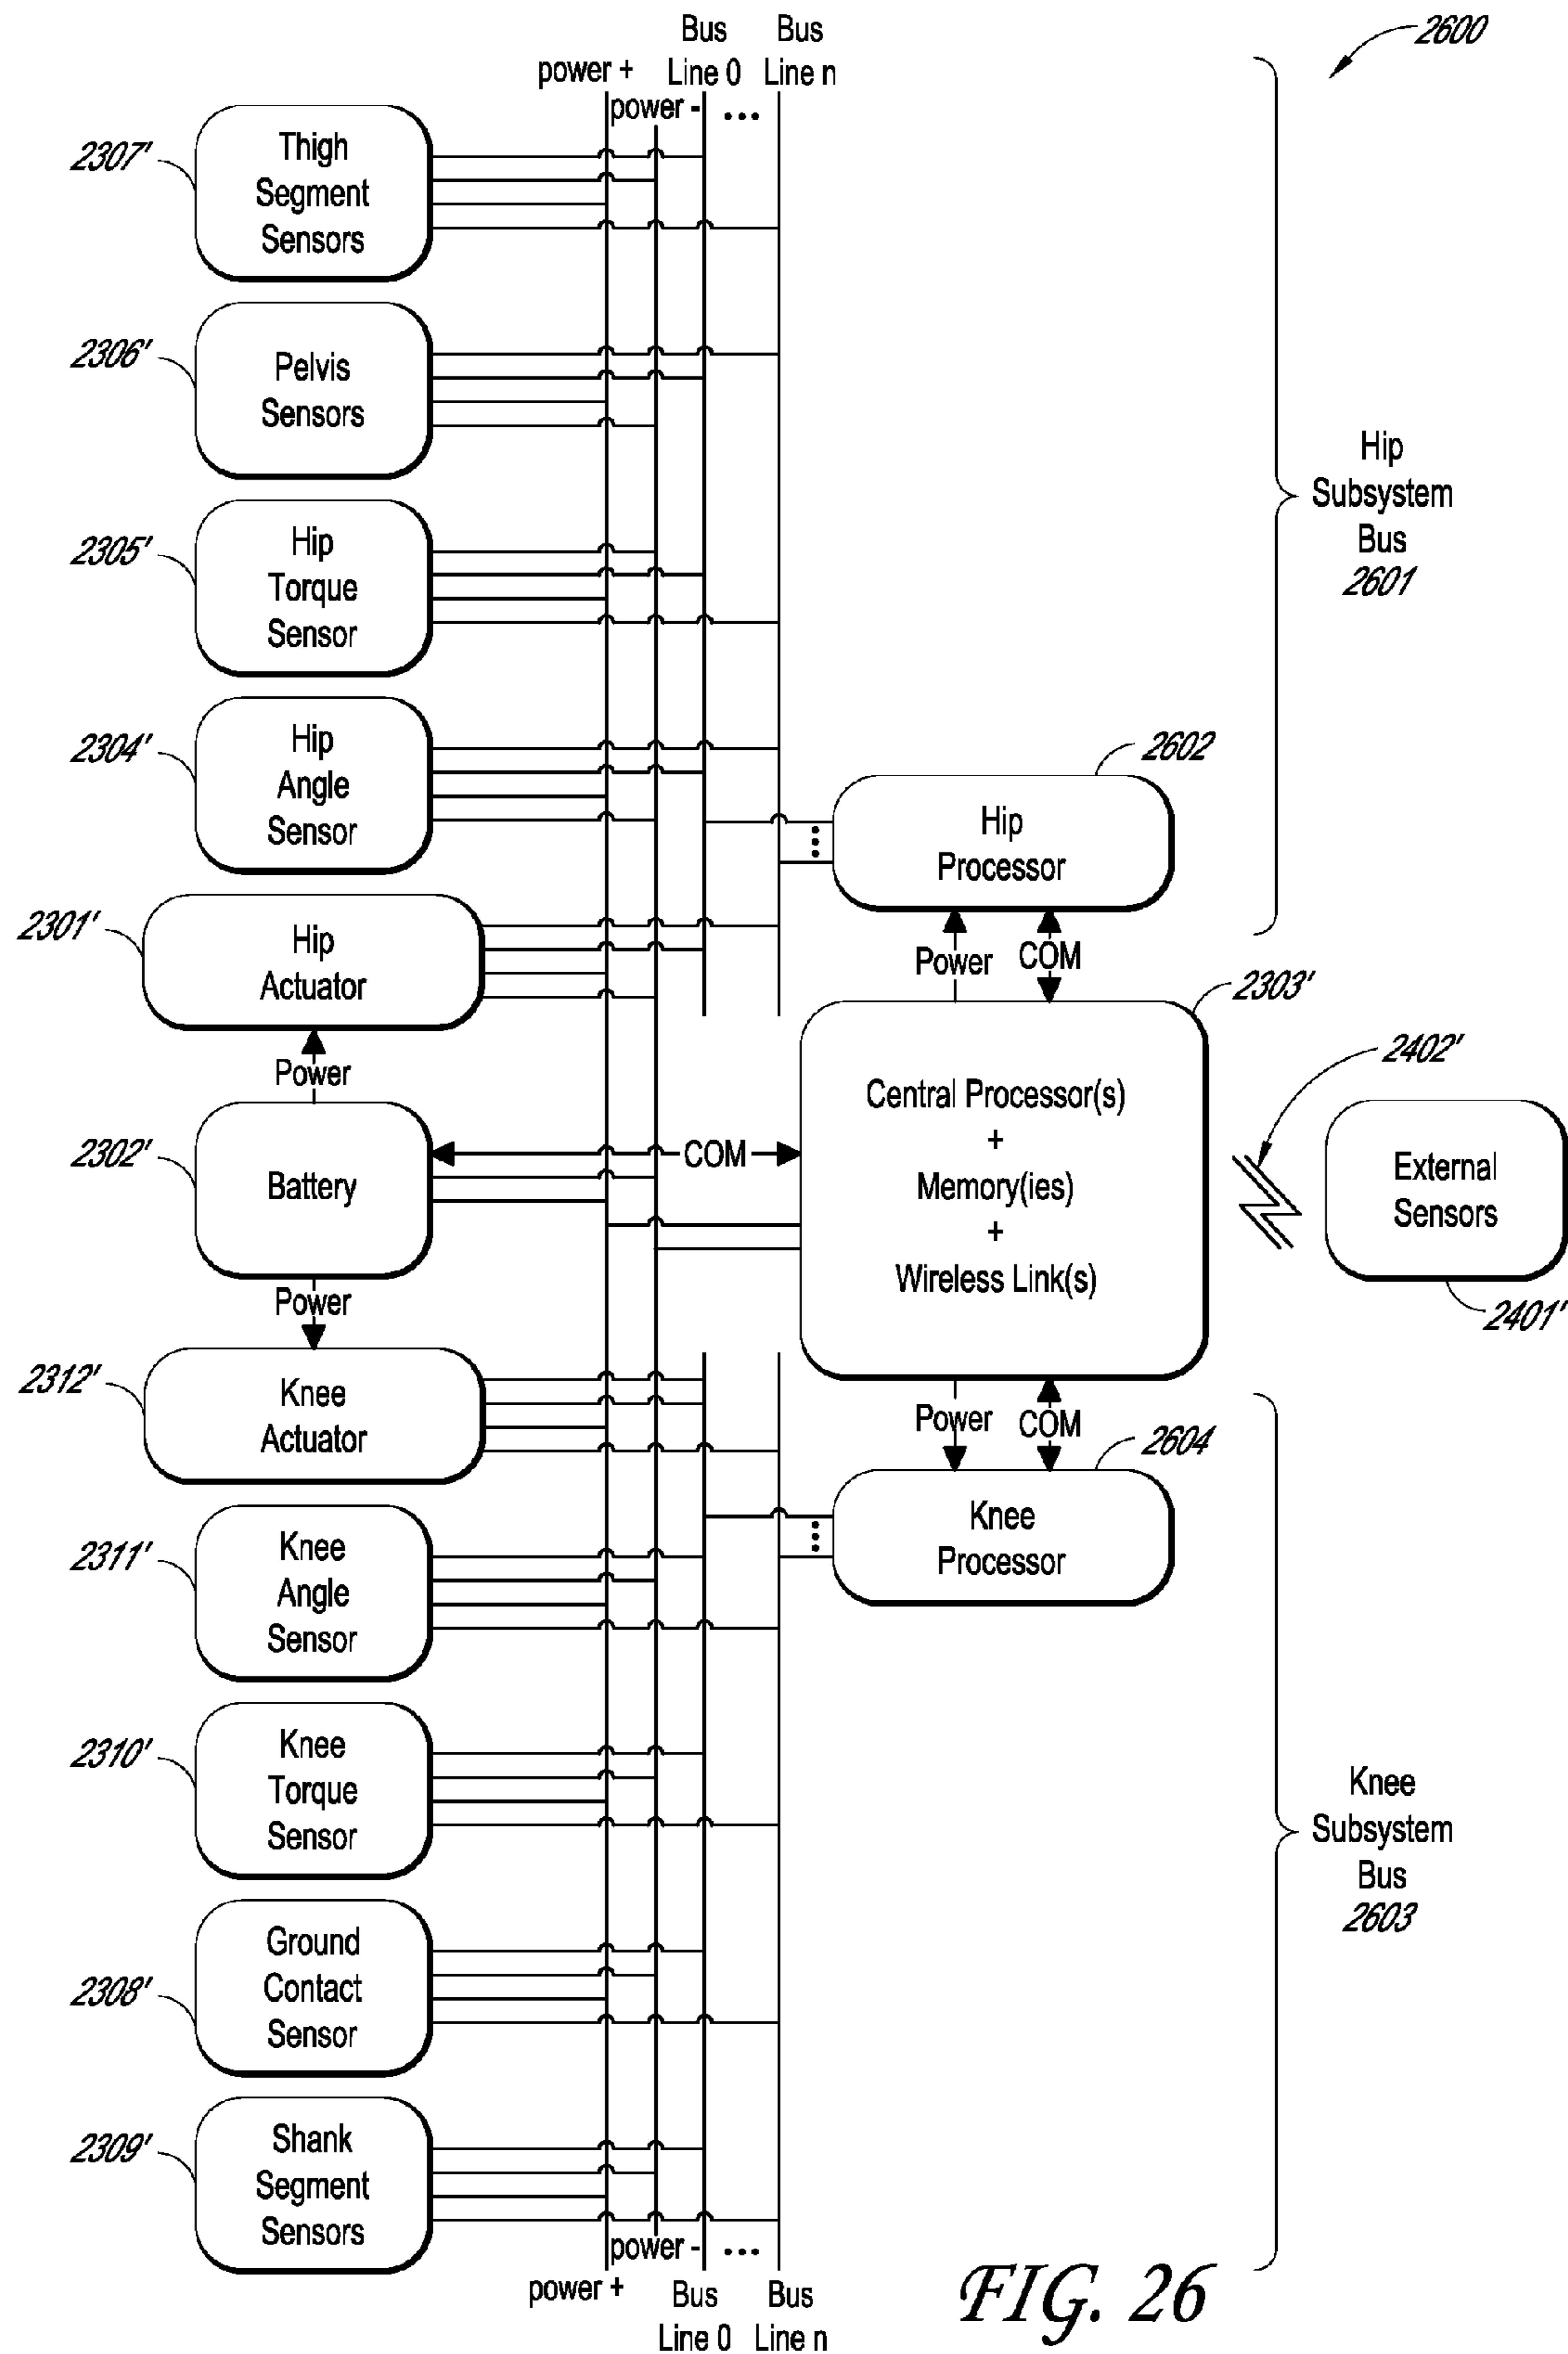 Bus Bus
power + Line 0 Line n
power - ...
2600
2307'
Thigh
Segment
Sensors
2306'
Pelvis
Sensors
2305'
Hip
Torque
Sensor
2304'
Hip
Angle
Sensor
2301'
Hip
Actuator
Power
2302'
Battery
Power
2312'
Knee
Actuator
2311'
Knee
Angle
Sensor
2310'
Knee
Torque
Sensor
2308'
Ground
Contact
Sensor
2309'
Shank
Segment
Sensors
Hip
Subsystem
Bus
2601
2602
Hip
Processor
Power COM
2303'
COM
Central Processor(s)
+
Memory(ies)
+
Wireless Link(s)
2402'
External
Sensors
2401'
Power COM
2604
Knee
Processor
Knee
Subsystem
Bus
2603
power - ...
power + Bus Bus
Line 0 Line n
FIG. 26